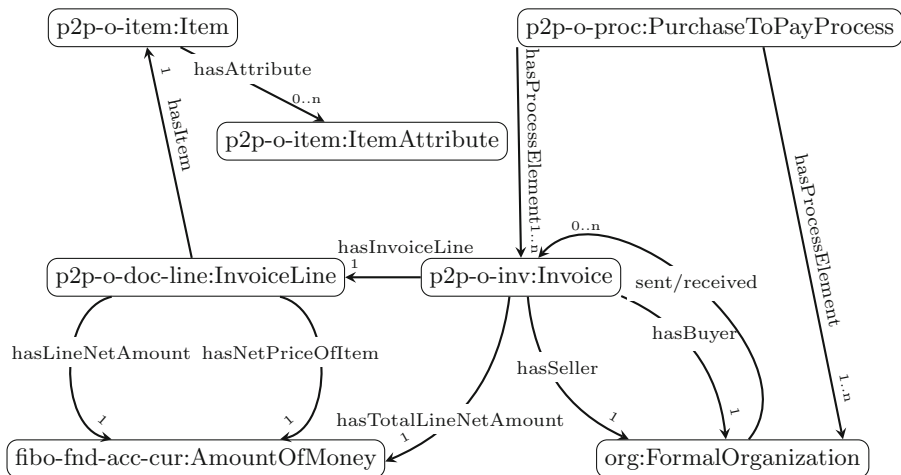 p2p-o-item:Item
p2p-o-proc:PurchaseToPayProcess
1
hasAttribute
hasItem
0..n
p2p-o-item:ItemAttribute
hasProcessElement
1..n
hasProcessElement
0..n
hasInvoiceLine
1
p2p-o-doc-line:InvoiceLine
p2p-o-inv:Invoice
sent/received
hasLineNetAmount
hasNetPriceOfItem
hasBuyer
hasSeller
1..n
hasTotalLineNetAmount
1
1
1
1
1
fibo-fnd-acc-cur:AmountOfMoney
org:FormalOrganization